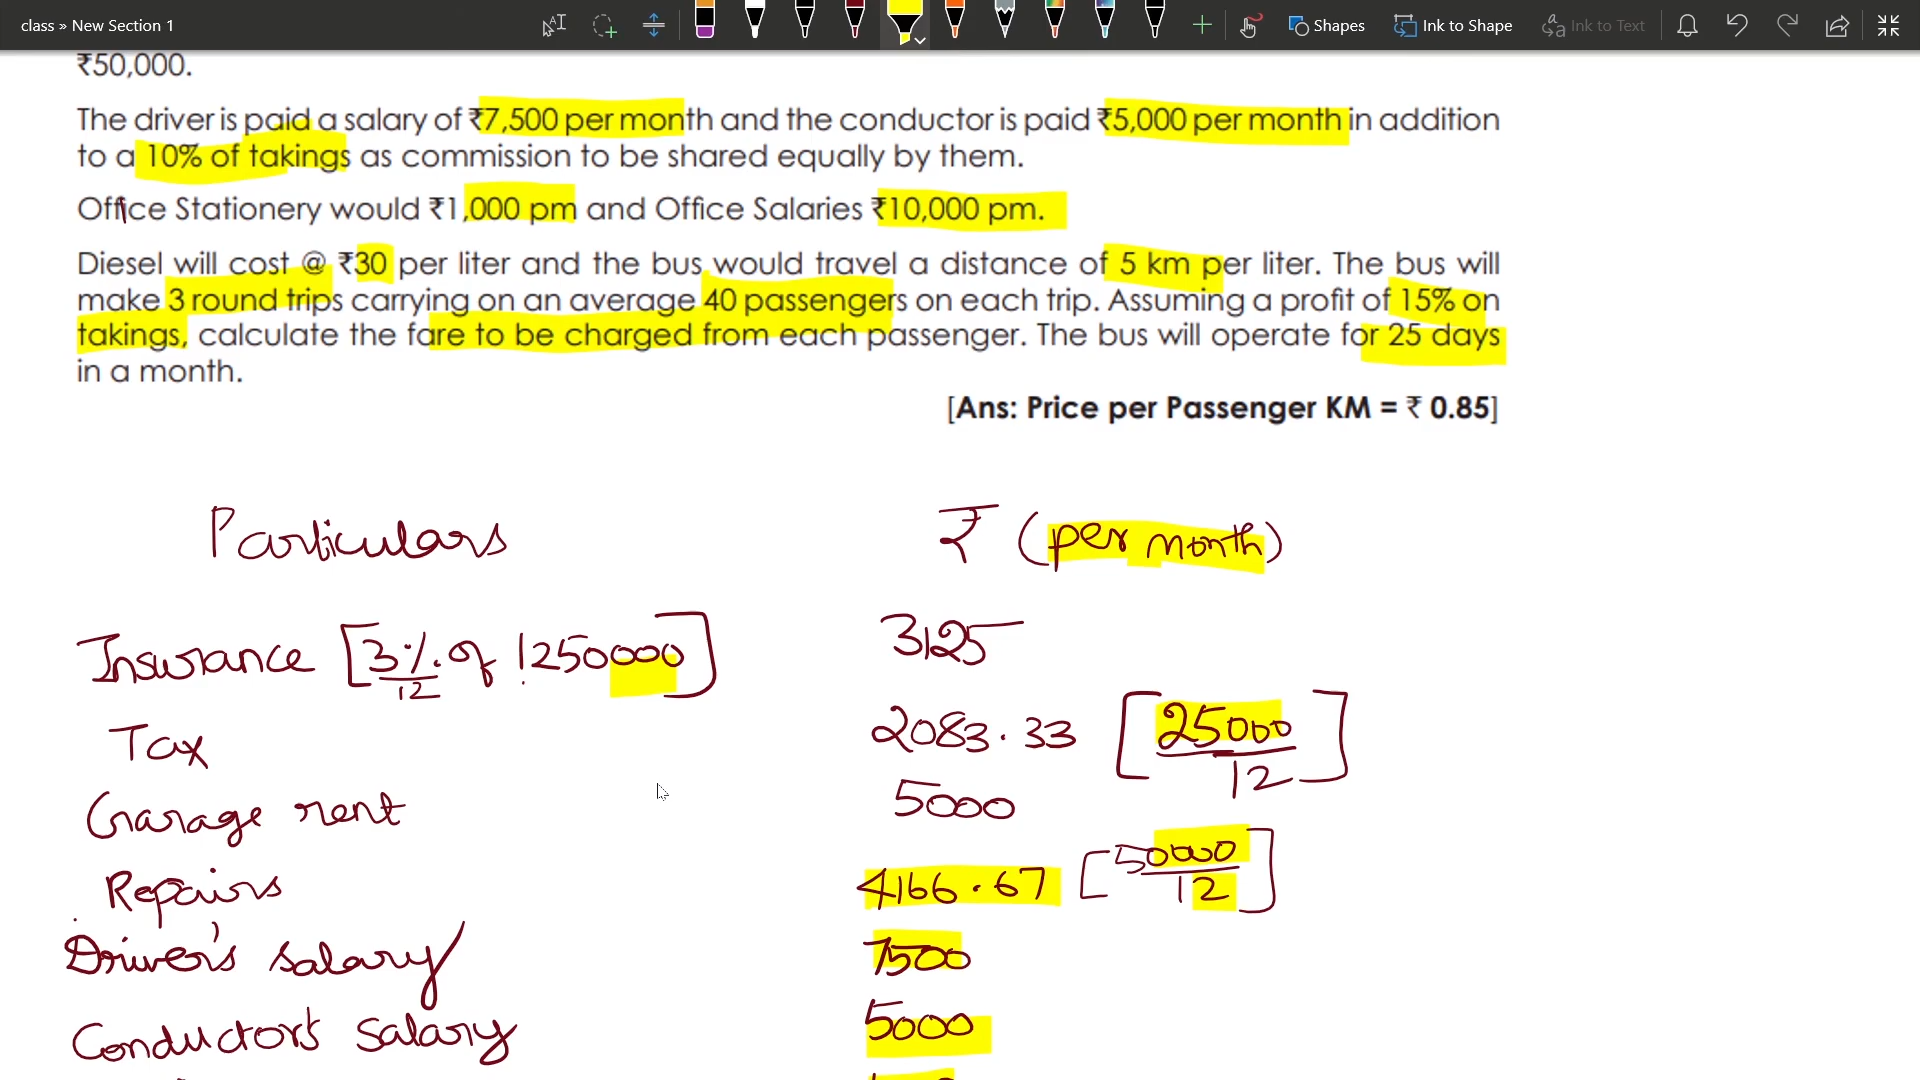 class » New Section 1
Shapes Ink to Shape Ink to Text
₹50,000.
The driver is paid a salary of ₹7,500 per month and the conductor is paid ₹5,000 per month in addition
to a 10% of takings as commission to be shared equally by them.
Office Stationery would ₹1,000 pm and Office Salaries ₹10,000 pm.
Diesel will cost @ ₹30 per liter and the bus would travel a distance of 5 km per liter. The bus will
make 3 round trips carrying on an average 40 passengers on each trip. Assuming a profit of 15% on
takings, calculate the fare to be charged from each passenger. The bus will operate for 25 days
in a month.
[Ans: Price per Passenger KM = ₹ 0.85]
Particulars ₹ (per month)
Insurance [3%/12 of 1250000] 3125
Tax 2083.33 [25000/12]
Garage rent 5000
Repairs 4166.67 [50000/12]
Driver's salary 7500
Conductor's salary 5000